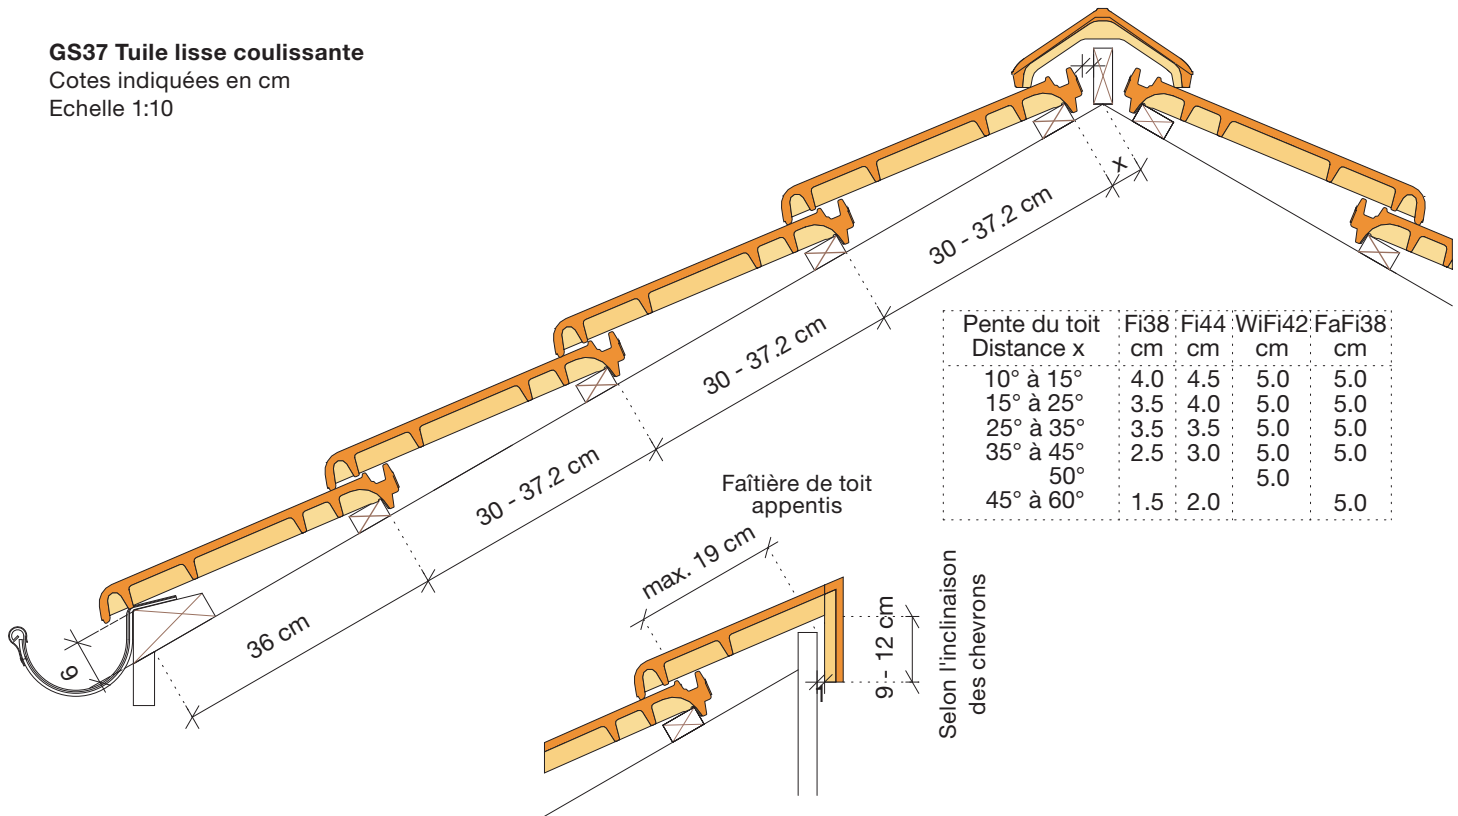 GS37 Tuile lisse coulissante
Cotes indiquées en cm
Echelle 1:10
x
30 - 37.2 cm
30 - 37.2 cm
30 - 37.2 cm
36 cm
9
Pente du toit Fi38 Fi44 WiFi42 FaFi38
Distance x cm cm cm cm
10° à 15° 4.0 4.5 5.0 5.0
15° à 25° 3.5 4.0 5.0 5.0
25° à 35° 3.5 3.5 5.0 5.0
35° à 45° 2.5 3.0 5.0 5.0
50° 5.0
45° à 60° 1.5 2.0 5.0
Faîtière de toit
appentis
max. 19 cm
1
9 - 12 cm
Selon l'inclinaison
des chevrons